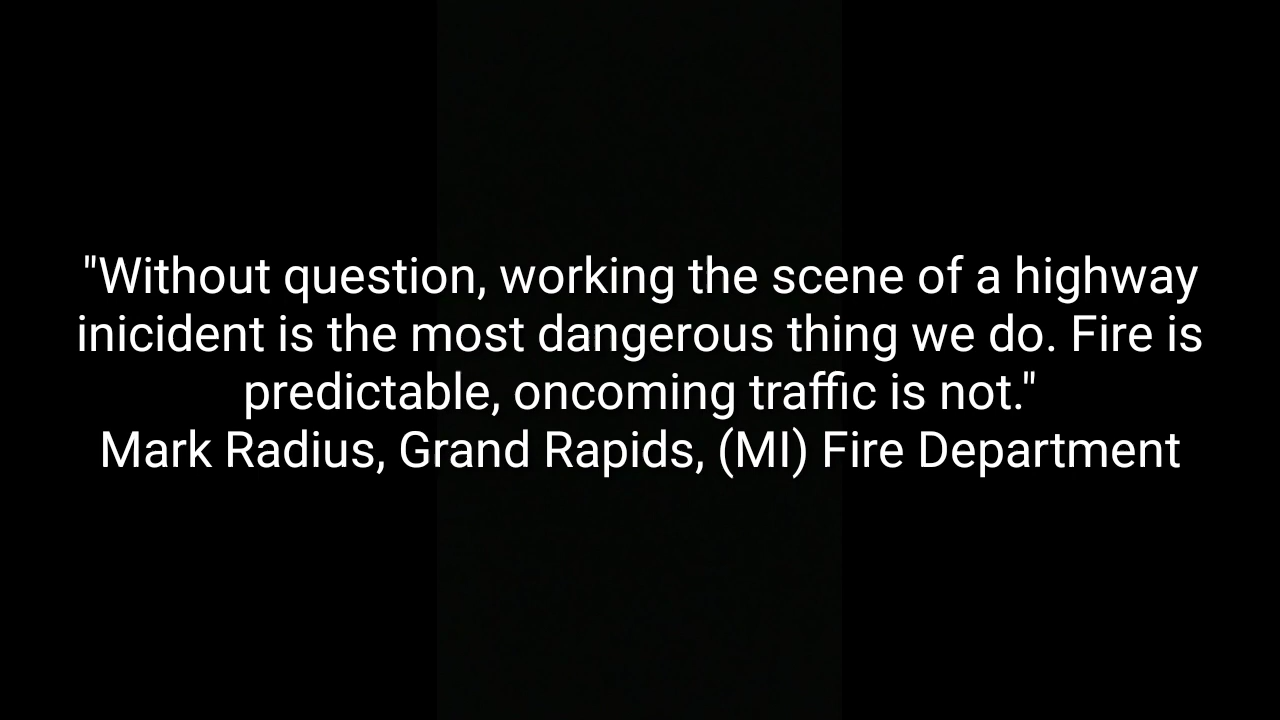 "Without question, working the scene of a highway
inicident is the most dangerous thing we do. Fire is
predictable, oncoming traffic is not."
Mark Radius, Grand Rapids, (MI) Fire Department